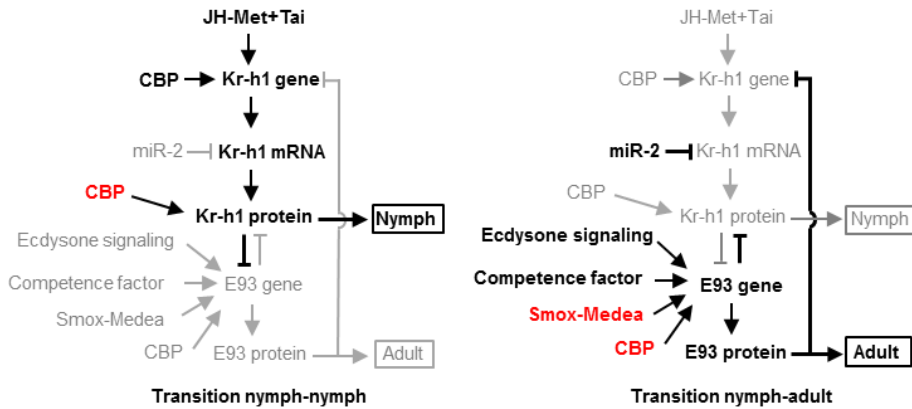 JH-Met+Tai
CBP
Kr-h1 gene
miR-2
Kr-h1 mRNA
CBP
Kr-h1 protein
Nymph
Ecdysone signaling
Competence factor
E93 gene
Smox-Medea
CBP
E93 protein
Adult
Transition nymph-nymph
JH-Met+Tai
CBP
Kr-h1 gene
miR-2
Kr-h1 mRNA
CBP
Kr-h1 protein
Nymph
Ecdysone signaling
Competence factor
E93 gene
Smox-Medea
CBP
E93 protein
Adult
Transition nymph-adult